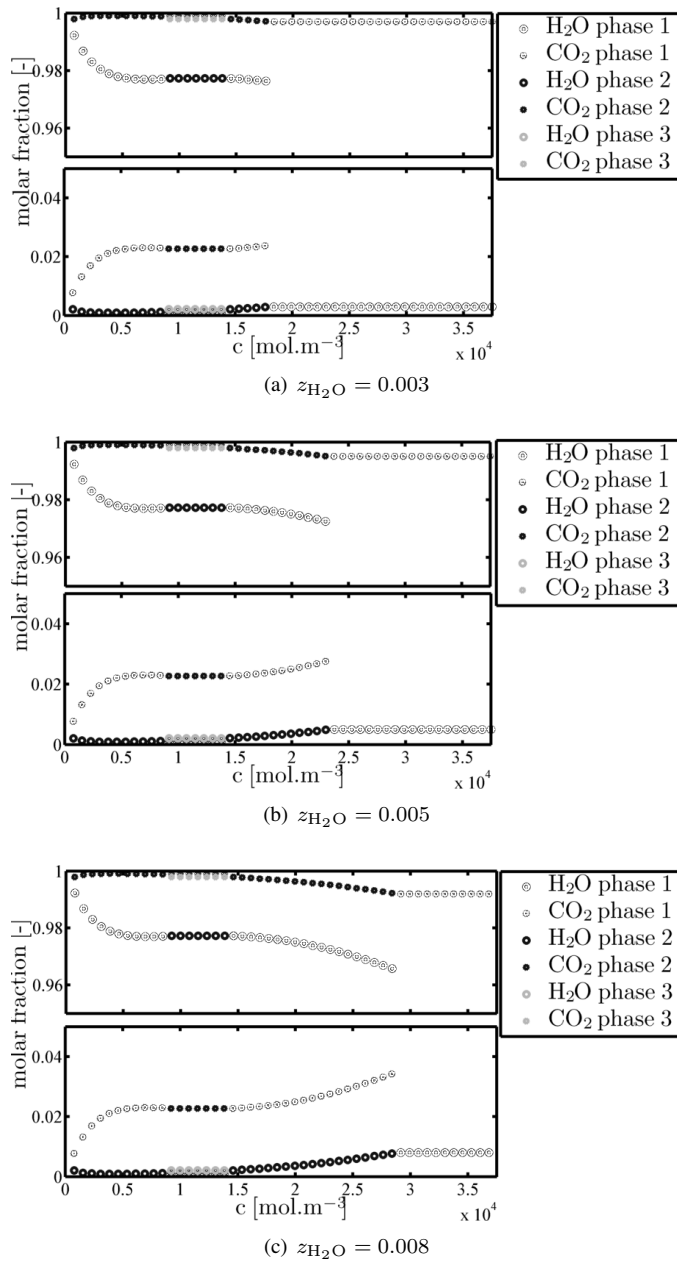 1
0.98
0.96
0.04
0.02
0
molar fraction [-]
0 0.5 1 1.5 2 2.5 3 3.5
c [mol.m⁻³]
x 10⁴
H₂O phase 1
CO₂ phase 1
H₂O phase 2
CO₂ phase 2
H₂O phase 3
CO₂ phase 3
(a) z_H₂O = 0.003
1
0.98
0.96
0.04
0.02
0
molar fraction [-]
0 0.5 1 1.5 2 2.5 3 3.5
c [mol.m⁻³]
x 10⁴
H₂O phase 1
CO₂ phase 1
H₂O phase 2
CO₂ phase 2
H₂O phase 3
CO₂ phase 3
(b) z_H₂O = 0.005
1
0.98
0.96
0.04
0.02
0
molar fraction [-]
0 0.5 1 1.5 2 2.5 3 3.5
c [mol.m⁻³]
x 10⁴
H₂O phase 1
CO₂ phase 1
H₂O phase 2
CO₂ phase 2
H₂O phase 3
CO₂ phase 3
(c) z_H₂O = 0.008